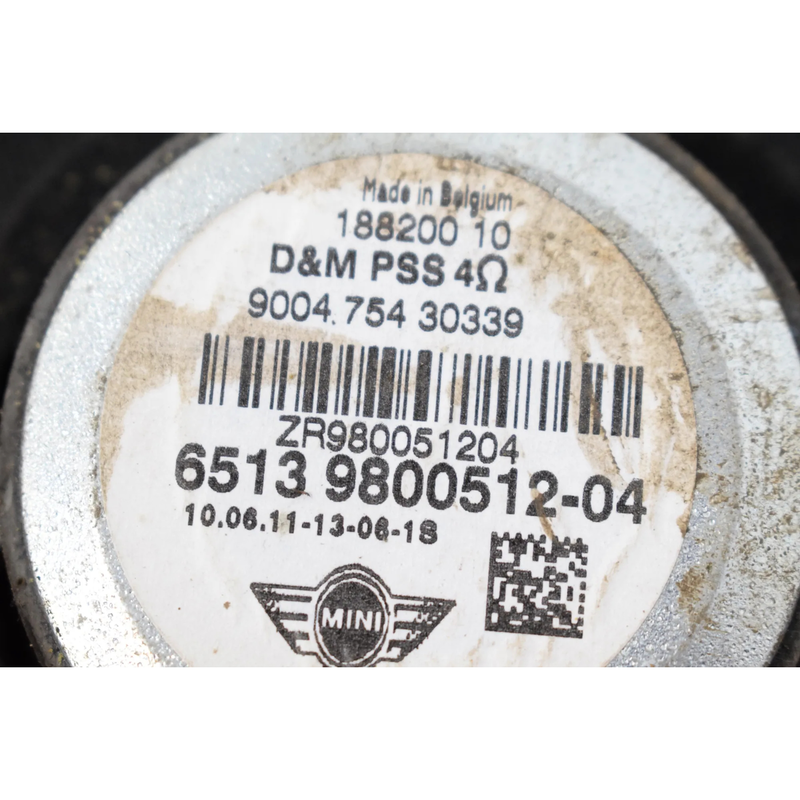 Made in Belgium
188200 10
D&M PSS 4Ω
9004.754 30339
ZR980051204
6513 9800512-04
10.06.11-13-06-1S
MINI